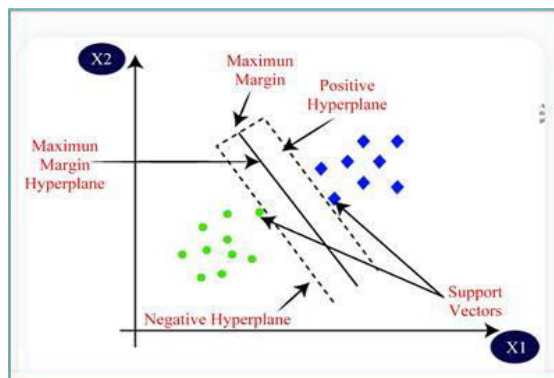 X2
Maximun
Margin
Positive
Hyperplane
Maximun
Margin
Hyperplane
Support
Vectors
Negative Hyperplane
X1